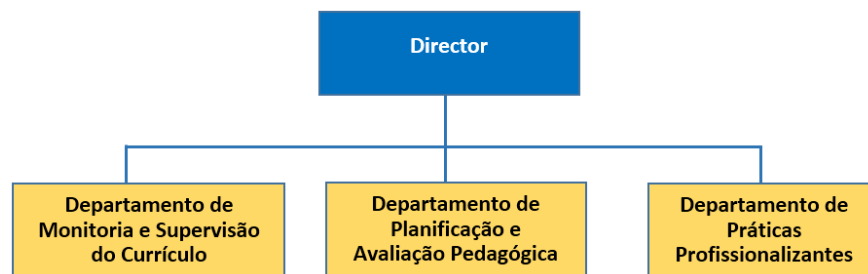 Director
Departamento de
Monitoria e Supervisão
do Currículo
Departamento de
Planificação e
Avaliação Pedagógica
Departamento de
Práticas
Profissionalizantes